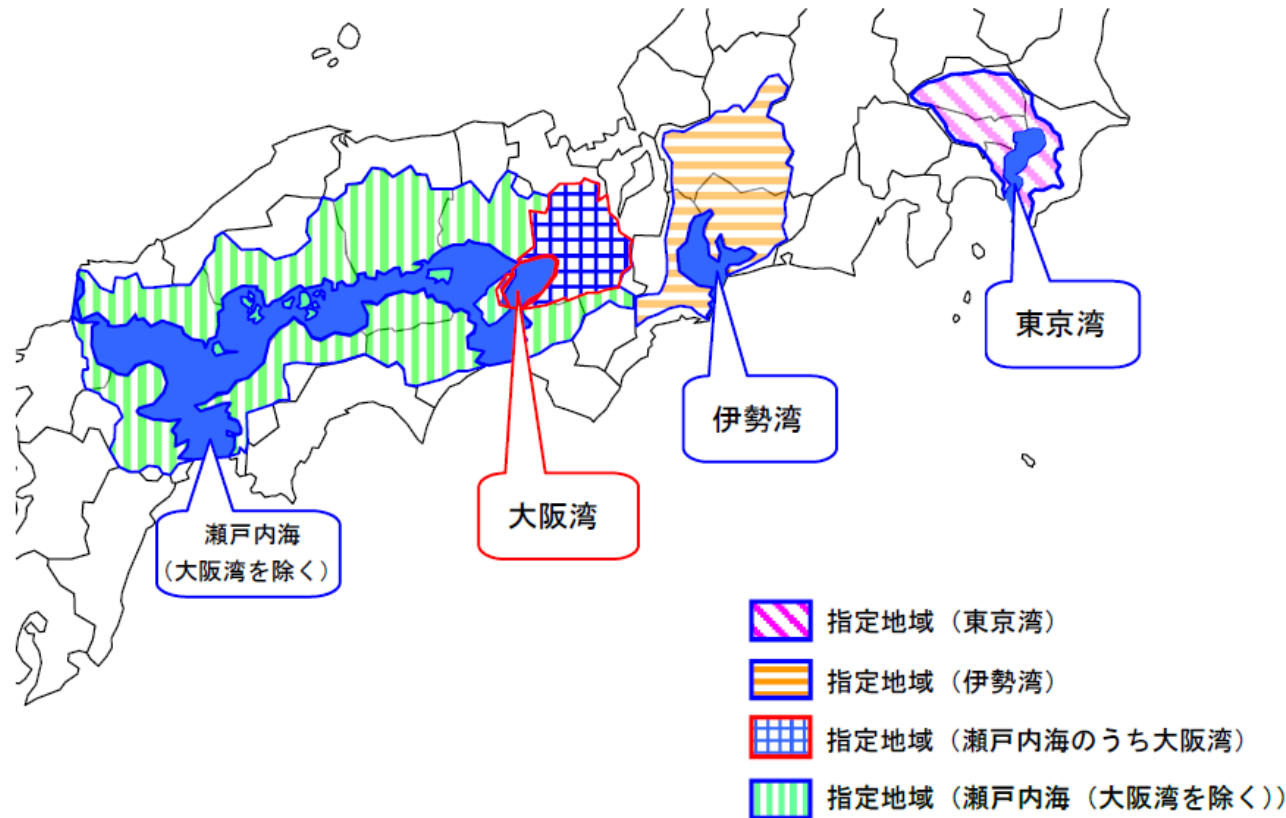 東京湾
伊勢湾
大阪湾
瀬戸内海
(大阪湾を除く)
指定地域(東京湾)
指定地域(伊勢湾)
指定地域(瀬戸内海のうち大阪湾)
指定地域(瀬戸内海(大阪湾を除く))